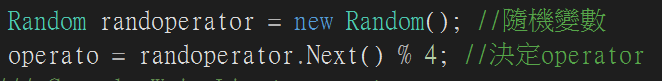 Random randoperator = new Random(); //隨機變數
operato = randoperator.Next() % 4; //決定operator